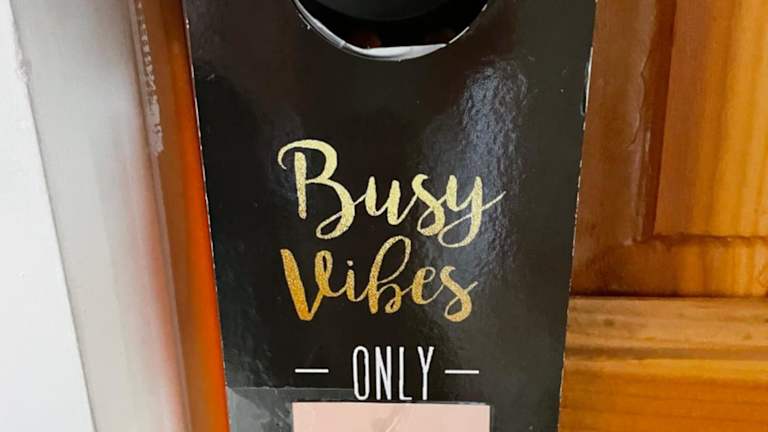 Busy
Vibes
— ONLY —